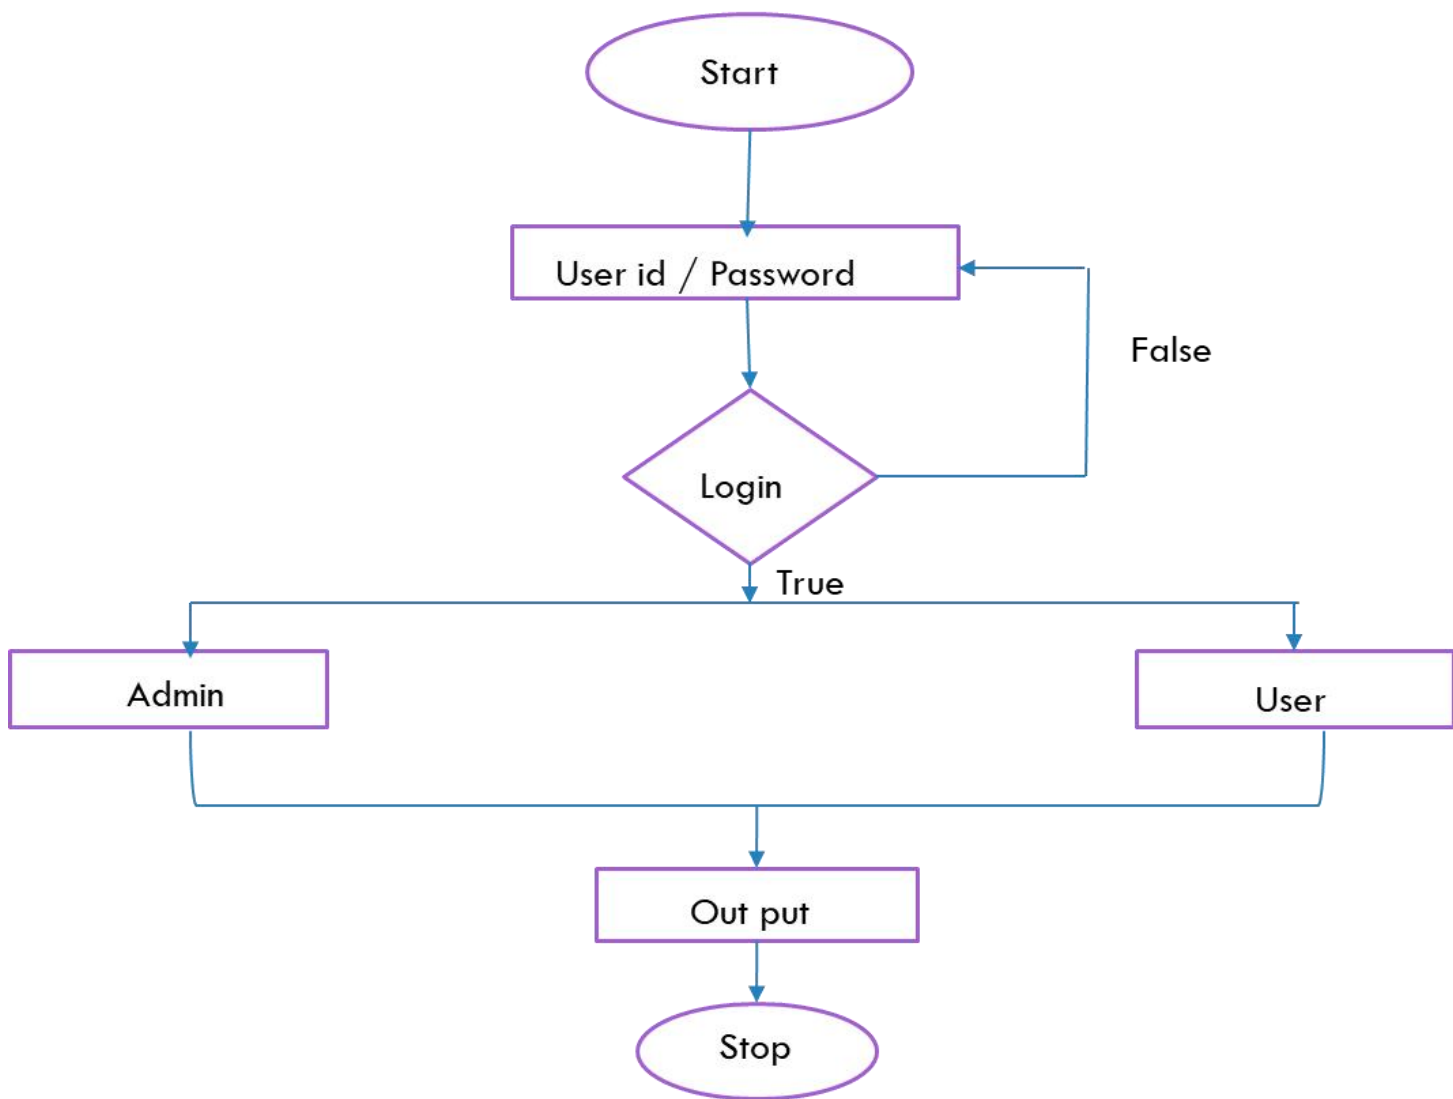 Start
User id / Password
False
Login
True
Admin
User
Out put
Stop